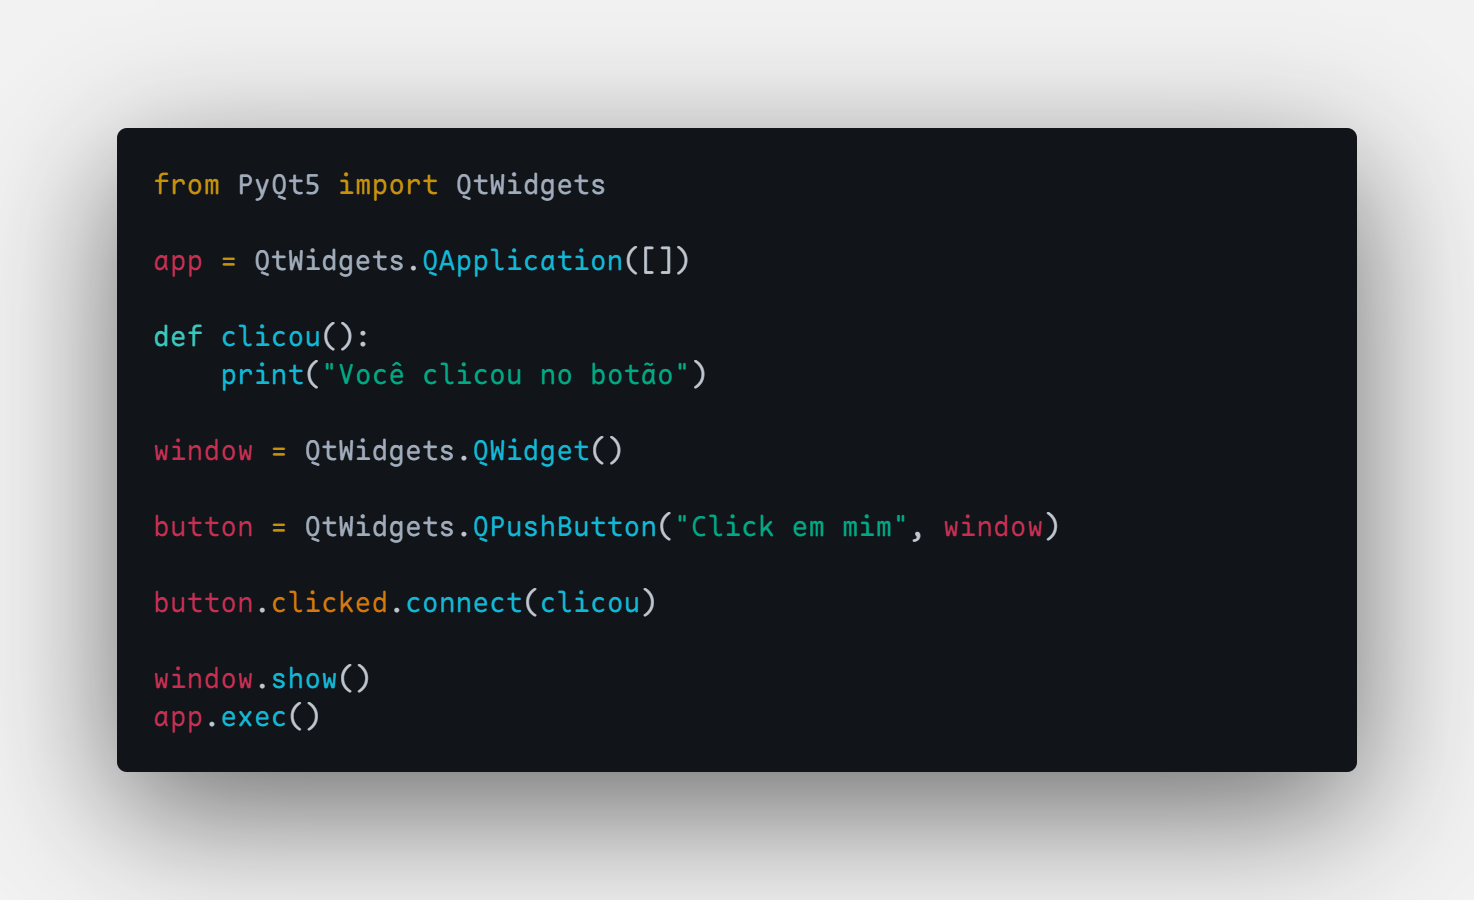 from PyQt5 import QtWidgets
app = QtWidgets.QApplication([])
def clicou():
    print("Você clicou no botão")
window = QtWidgets.QWidget()
button = QtWidgets.QPushButton("Click em mim", window)
button.clicked.connect(clicou)
window.show()
app.exec()